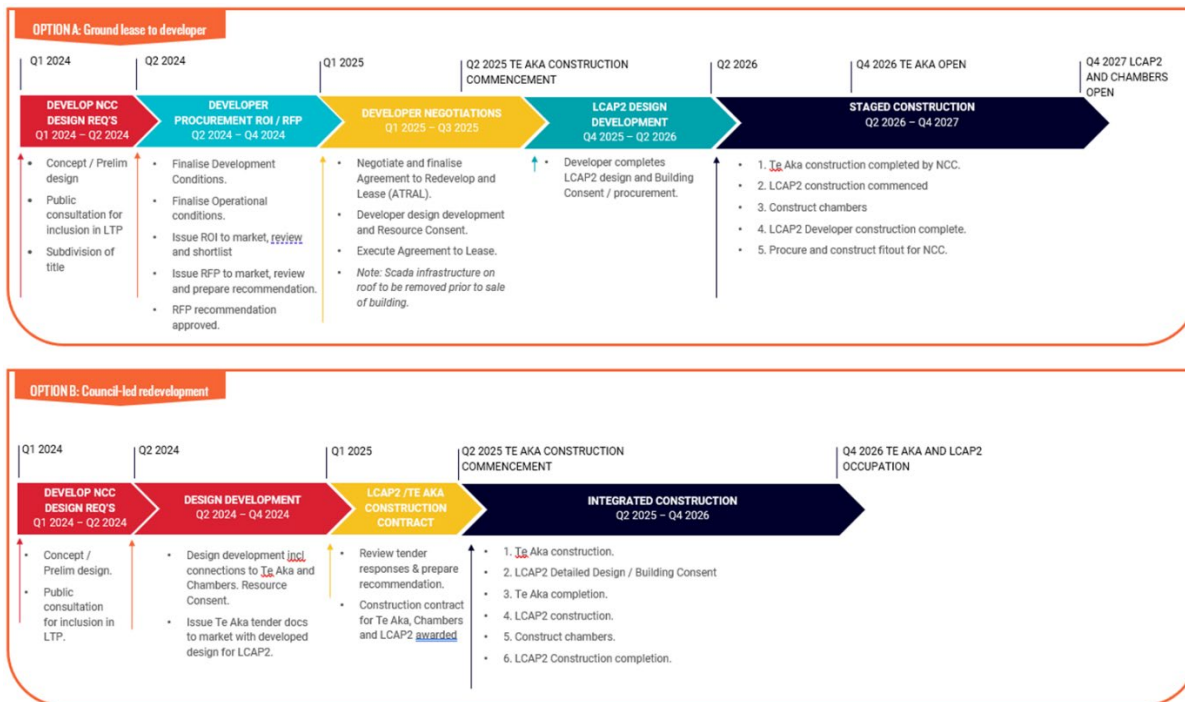 OPTION A: Ground lease to developer
Q1 2024
Q2 2024
Q1 2025
Q2 2025 TE AKA CONSTRUCTION
COMMENCEMENT
Q2 2026
Q4 2026 TE AKA OPEN
Q4 2027 LCAP2
AND CHAMBERS
OPEN
DEVELOP NCC
DESIGN REQ'S
Q1 2024 – Q2 2024
DEVELOPER
PROCUREMENT ROI / RFP
Q2 2024 – Q4 2024
DEVELOPER NEGOTIATIONS
Q1 2025 – Q3 2025
LCAP2 DESIGN
DEVELOPMENT
Q4 2025 – Q2 2026
STAGED CONSTRUCTION
Q2 2026 – Q4 2027
• Concept / Prelim
design
• Public
consultation for
inclusion in LTP
• Subdivision of
title
• Finalise Development
Conditions.
• Finalise Operational
conditions.
• Issue ROI to market, review
and shortlist
• Issue RFP to market, review
and prepare recommendation.
• RFP recommendation
approved.
• Negotiate and finalise
Agreement to Redevelop and
Lease (ATRAL).
• Developer design development
and Resource Consent.
• Execute Agreement to Lease.
• Note: Scada infrastructure on
roof to be removed prior to sale
of building.
• Developer completes
LCAP2 design and Building
Consent / procurement.
• 1. Te Aka construction completed by NCC.
• 2. LCAP2 construction commenced
• 3. Construct chambers
• 4. LCAP2 Developer construction complete.
• 5. Procure and construct fitout for NCC.
OPTION B: Council-led redevelopment
Q1 2024
Q2 2024
Q1 2025
Q2 2025 TE AKA CONSTRUCTION
COMMENCEMENT
Q4 2026 TE AKA AND LCAP2
OCCUPATION
DEVELOP NCC
DESIGN REQ'S
Q1 2024 – Q2 2024
DESIGN DEVELOPMENT
Q2 2024 – Q4 2024
LCAP2 /TE AKA
CONSTRUCTION
CONTRACT
INTEGRATED CONSTRUCTION
Q2 2025 – Q4 2026
• Concept /
Prelim design.
• Public
consultation
for inclusion in
LTP.
• Design development incl
connections to Te Aka and
Chambers. Resource
Consent.
• Issue Te Aka tender docs
to market with developed
design for LCAP2.
• Review tender
responses & prepare
recommendation.
• Construction contract
for Te Aka, Chambers
and LCAP2 awarded
• 1. Te Aka construction.
• 2. LCAP2 Detailed Design / Building Consent
• 3. Te Aka completion.
• 4. LCAP2 construction.
• 5. Construct chambers.
• 6. LCAP2 Construction completion.